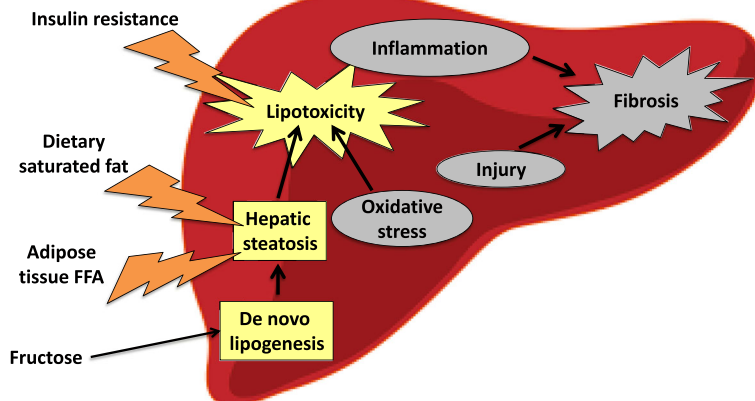 Insulin resistance
Inflammation
Lipotoxicity
Fibrosis
Dietary
saturated fat
Injury
Hepatic
steatosis
Oxidative
stress
Adipose
tissue FFA
De novo
lipogenesis
Fructose